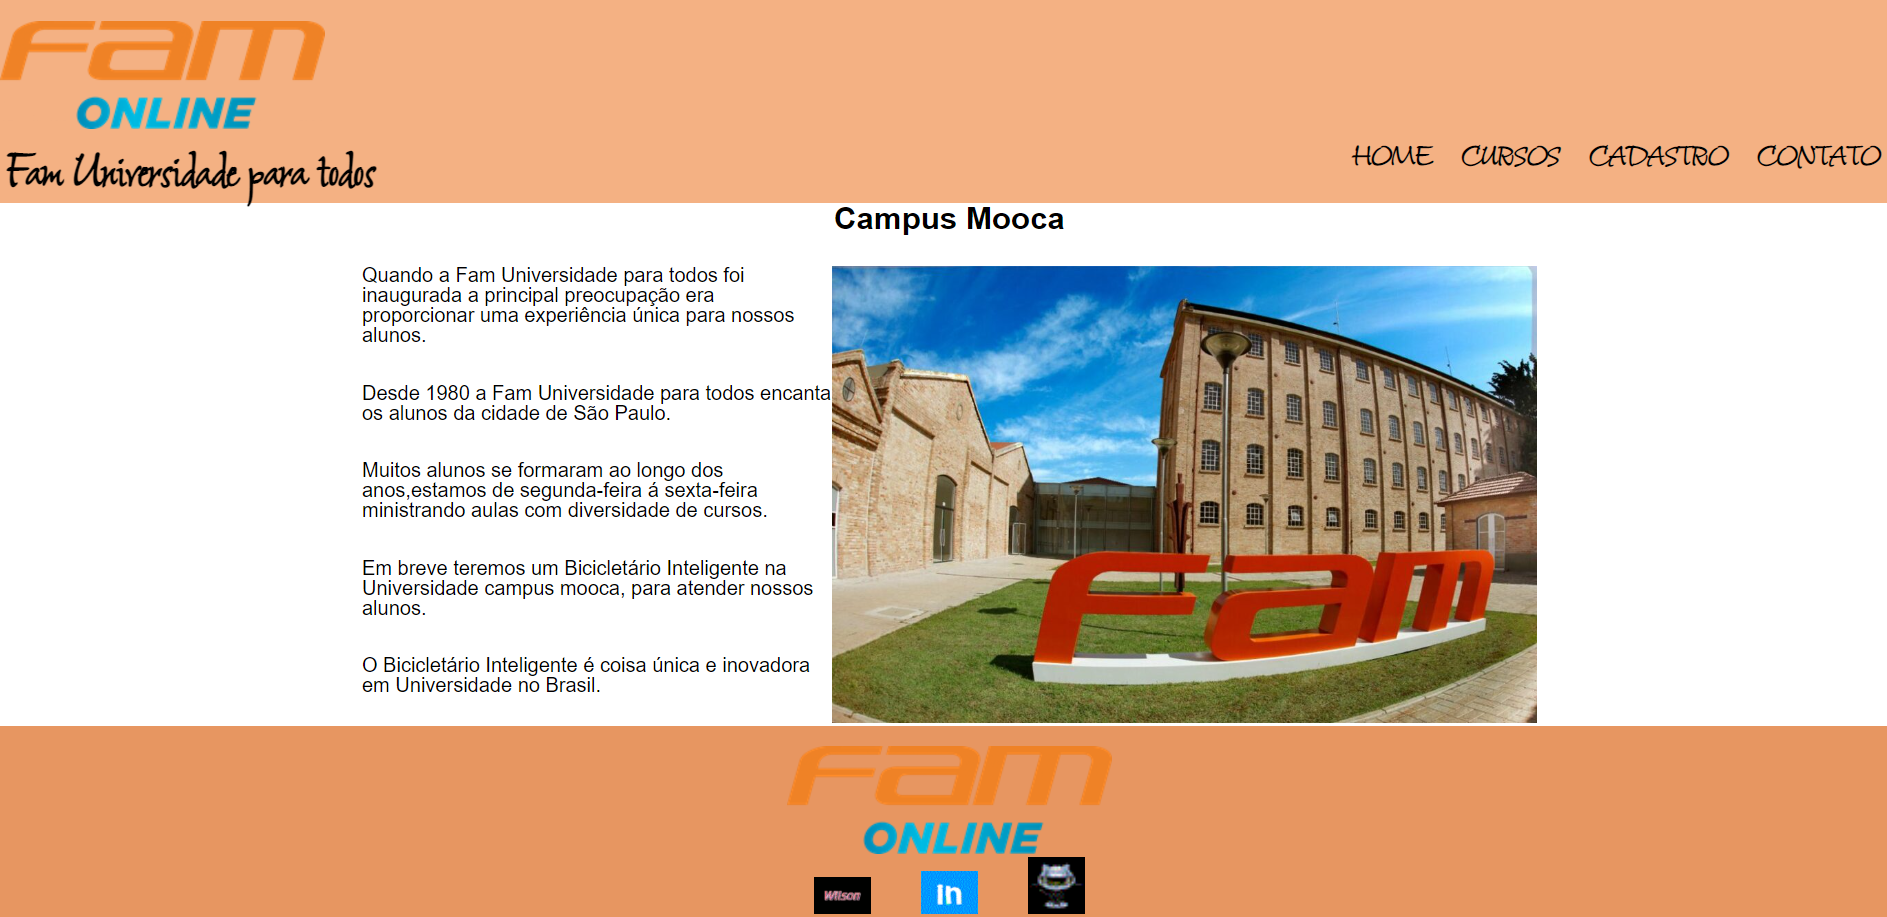 Fam
ONLINE
Fam Universidade para todos
HOME CURSOS CADASTRO CONTATO
Campus Mooca
Quando a Fam Universidade para todos foi
inaugurada a principal preocupação era
proporcionar uma experiência única para nossos
alunos.
Desde 1980 a Fam Universidade para todos encanta
os alunos da cidade de São Paulo.
Muitos alunos se formaram ao longo dos
anos,estamos de segunda-feira á sexta-feira
ministrando aulas com diversidade de cursos.
Em breve teremos um Bicicletário Inteligente na
Universidade campus mooca, para atender nossos
alunos.
O Bicicletário Inteligente é coisa única e inovadora
em Universidade no Brasil.
Fam
Fam
ONLINE
Wilson
in